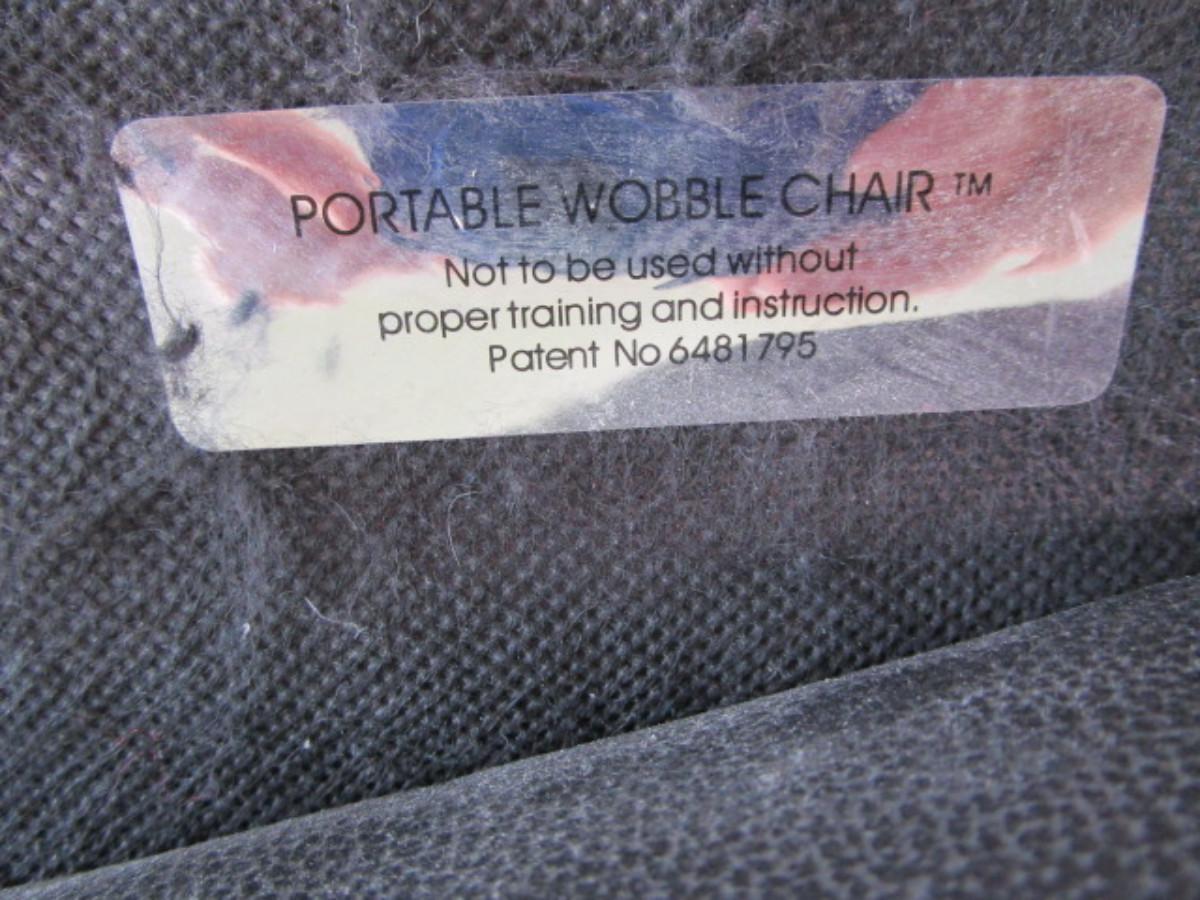 PORTABLE WOBBLE CHAIR ™
Not to be used without
proper training and instruction.
Patent No 6481795